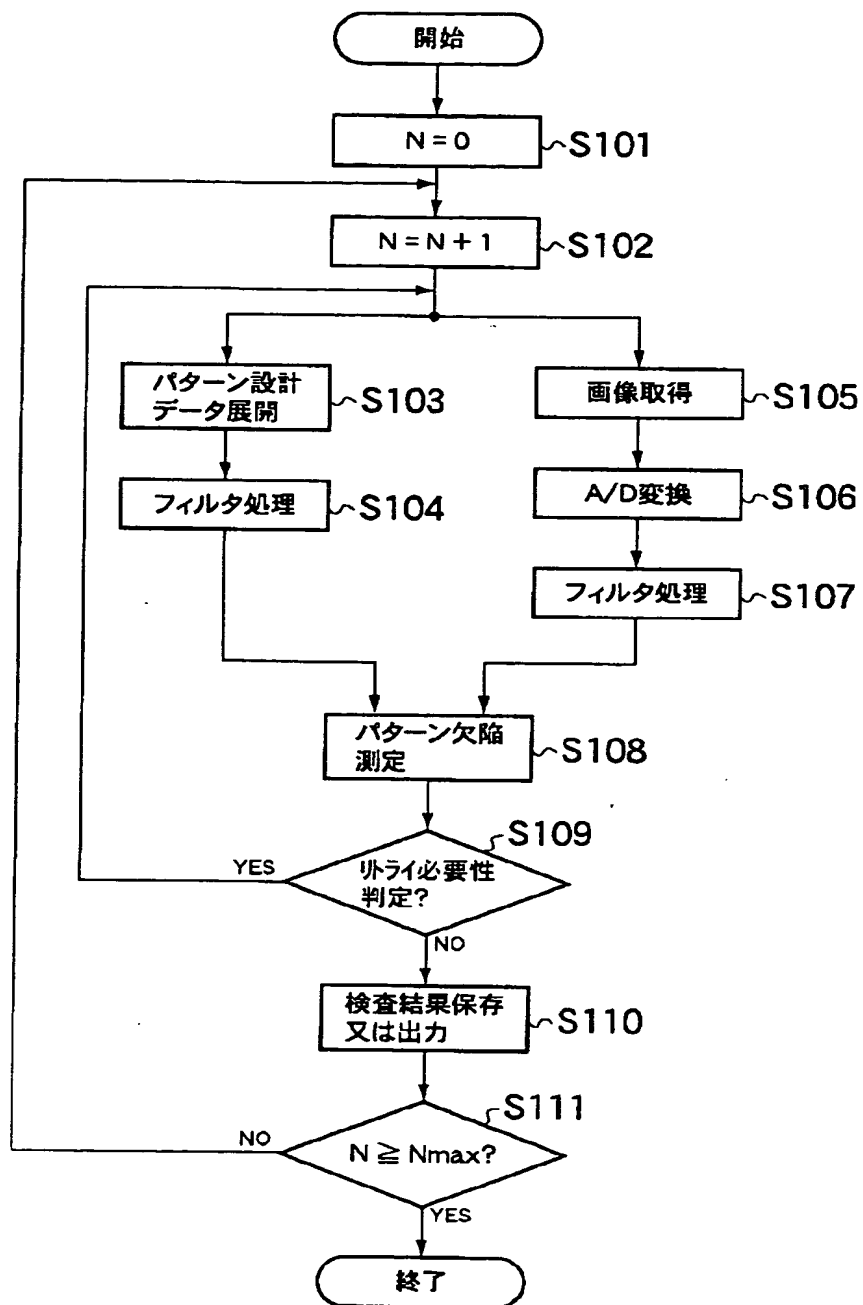 開始
N=0
S101
N=N+1
S102
パターン設計
データ展開
S103
フィルタ処理
S104
画像取得
S105
A/D変換
S106
フィルタ処理
S107
パターン欠陥
測定
S108
S109
YES
リトライ必要性
判定?
NO
検査結果保存
又は出力
S110
S111
NO
N≧Nmax?
YES
終了